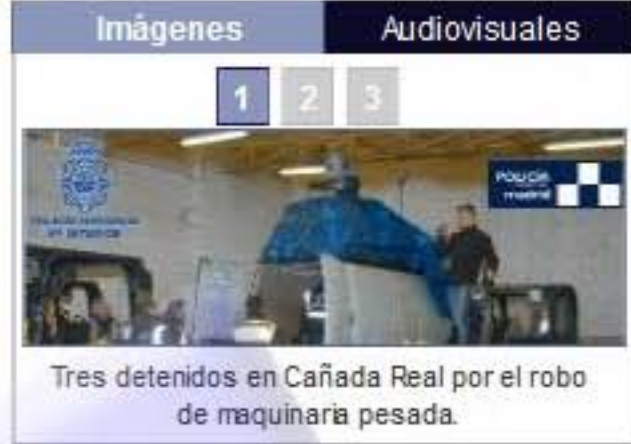 Imágenes
Audiovisuales
1 2 3
POLICÍA
madrid
Tres detenidos en Cañada Real por el robo
de maquinaria pesada.